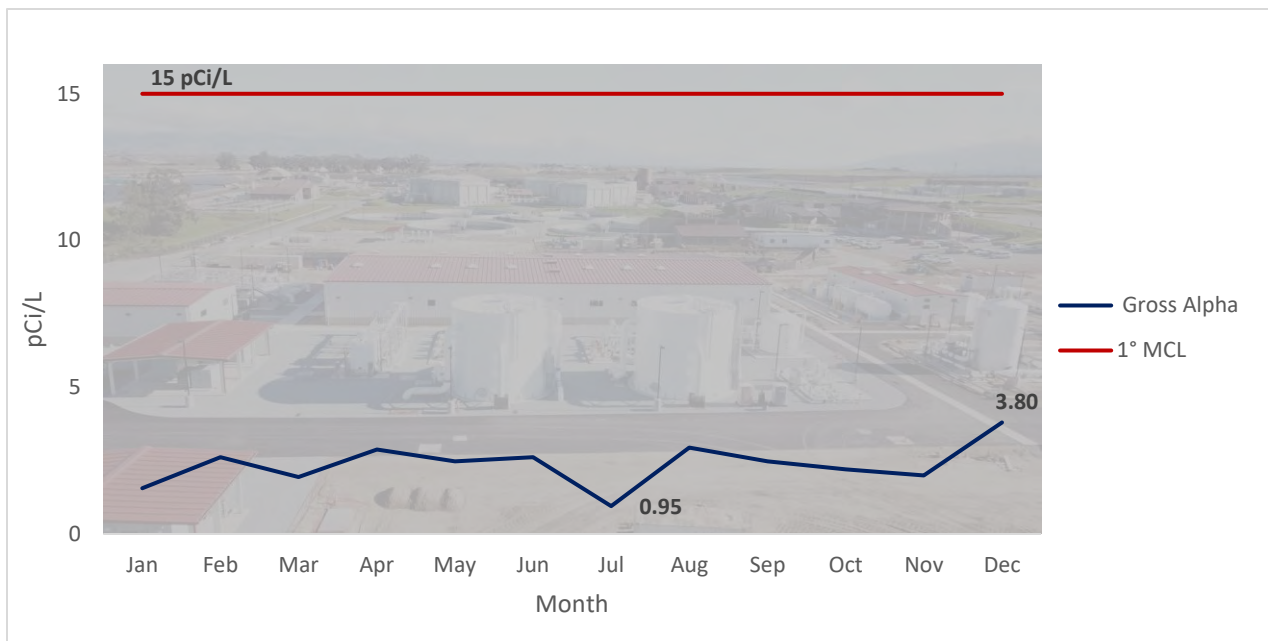 15 pCi/L
15
10
5
0
pCi/L
3.80
0.95
Jan Feb Mar Apr May Jun Jul Aug Sep Oct Nov Dec
Month
Gross Alpha
1° MCL